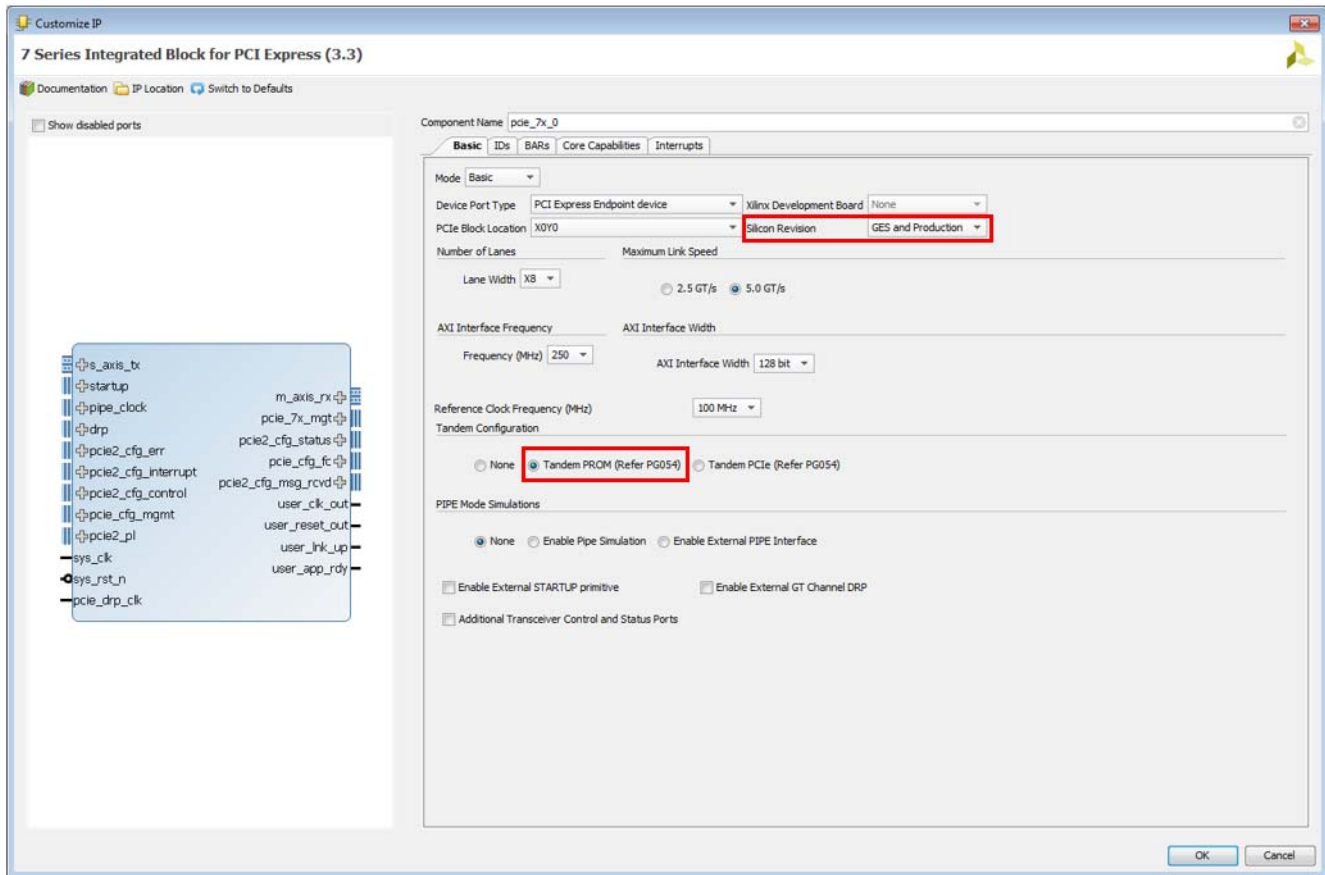 Customize IP
7 Series Integrated Block for PCI Express (3.3)
Documentation IP Location Switch to Defaults
Show disabled ports
s_axis_tx
startup
pipe_clock
drp
pcie2_cfg_err
pcie2_cfg_interrupt
pcie2_cfg_control
pcie_cfg_mgmt
pcie2_pl
sys_clk
sys_rst_n
pcie_drp_clk
m_axis_rx
pcie_7x_mgt
pcie2_cfg_status
pcie_cfg_fc
pcie2_cfg_msg_rcvd
user_clk_out
user_reset_out
user_lnk_up
user_app_rdy
Component Name pcie_7x_0
Basic IDs BARs Core Capabilities Interrupts
Mode Basic
Device Port Type PCI Express Endpoint device Xilinx Development Board None
PCIe Block Location X0Y0 Silicon Revision GES and Production
Number of Lanes Maximum Link Speed
Lane Width X8 2.5 GT/s 5.0 GT/s
AXI Interface Frequency AXI Interface Width
Frequency (MHz) 250 AXI Interface Width 128 bit
Reference Clock Frequency (MHz) 100 MHz
Tandem Configuration
None Tandem PROM (Refer PG054) Tandem PCIe (Refer PG054)
PIPE Mode Simulations
None Enable Pipe Simulation Enable External PIPE Interface
Enable External STARTUP primitive Enable External GT Channel DRP
Additional Transceiver Control and Status Ports
OK Cancel